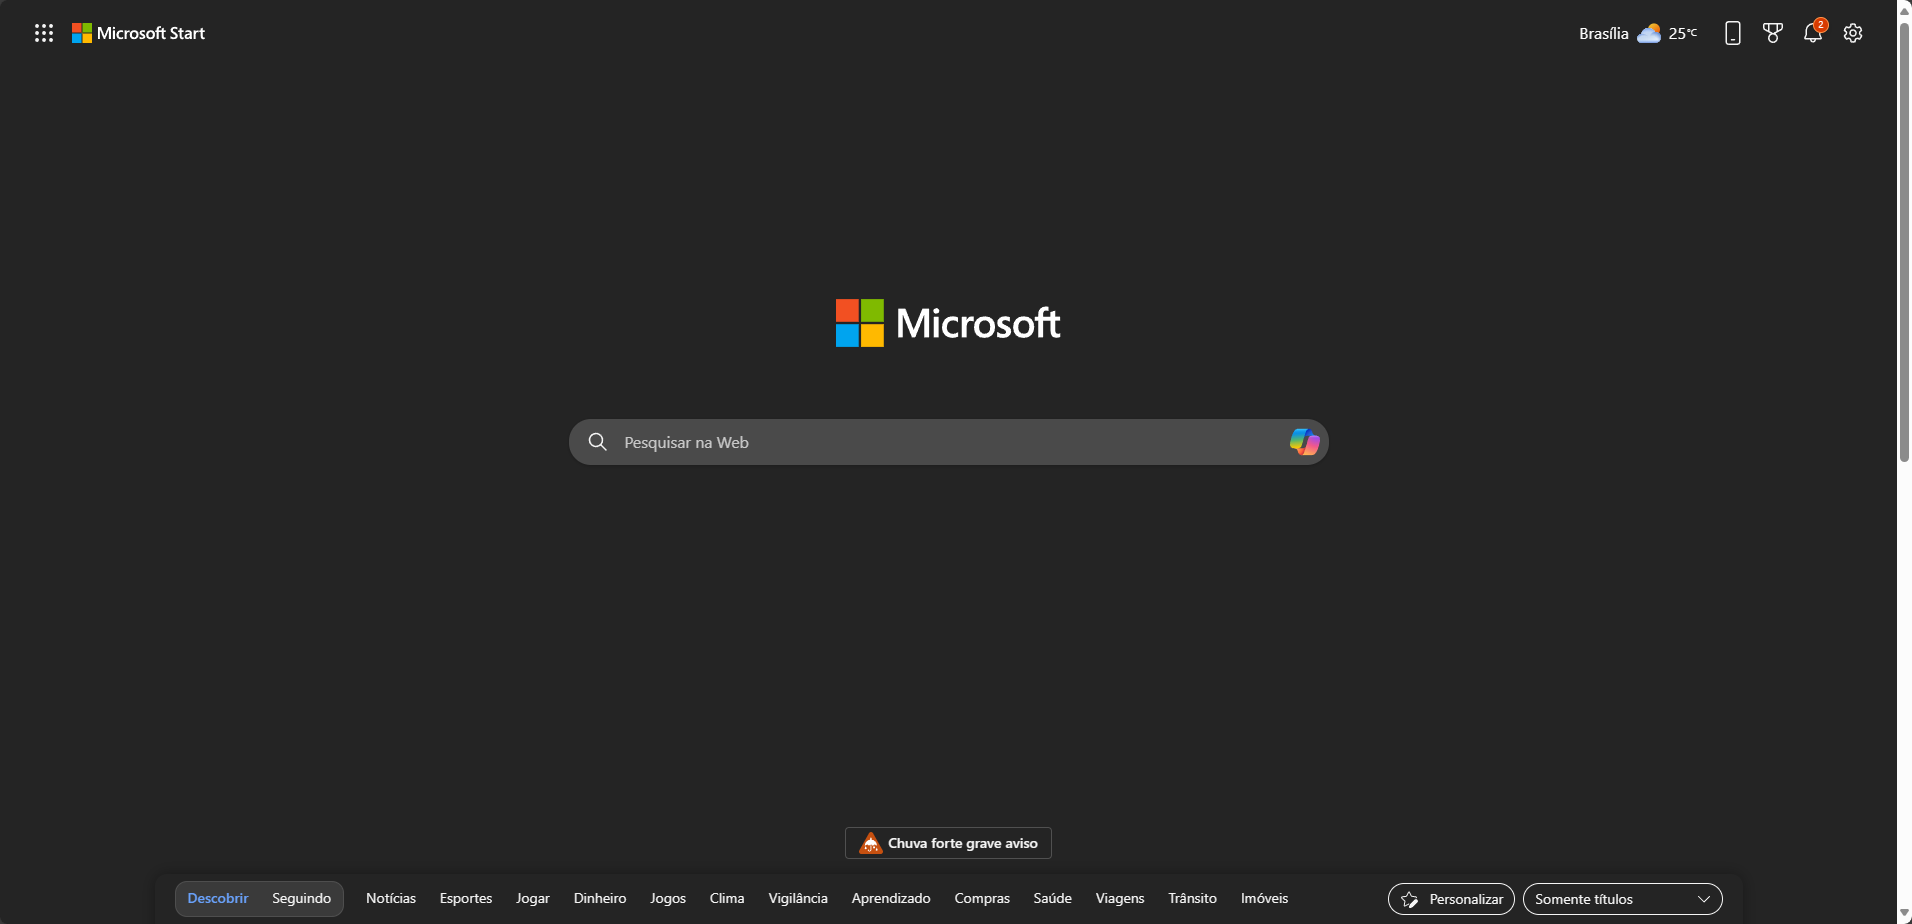 Microsoft Start
Brasília 25°C
2
Microsoft
Pesquisar na Web
Chuva forte grave aviso
Descobrir Seguindo Notícias Esportes Jogar Dinheiro Jogos Clima Vigilância Aprendizado Compras Saúde Viagens Trânsito Imóveis Personalizar Somente títulos